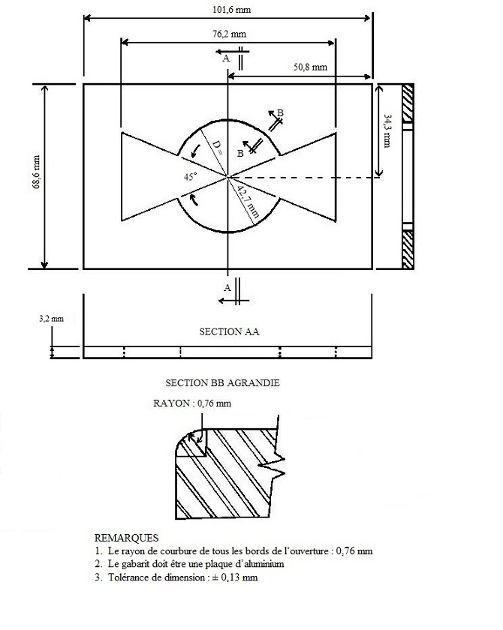 101,6 mm
76,2 mm
A
50,8 mm
B
B
34,3 mm
D =
68,6 mm
45°
42,7 mm
A
3,2 mm
SECTION AA
SECTION BB AGRANDIE
RAYON : 0,76 mm
REMARQUES
1. Le rayon de courbure de tous les bords de l’ouverture : 0,76 mm
2. Le gabarit doit être une plaque d’aluminium
3. Tolérance de dimension : ± 0,13 mm